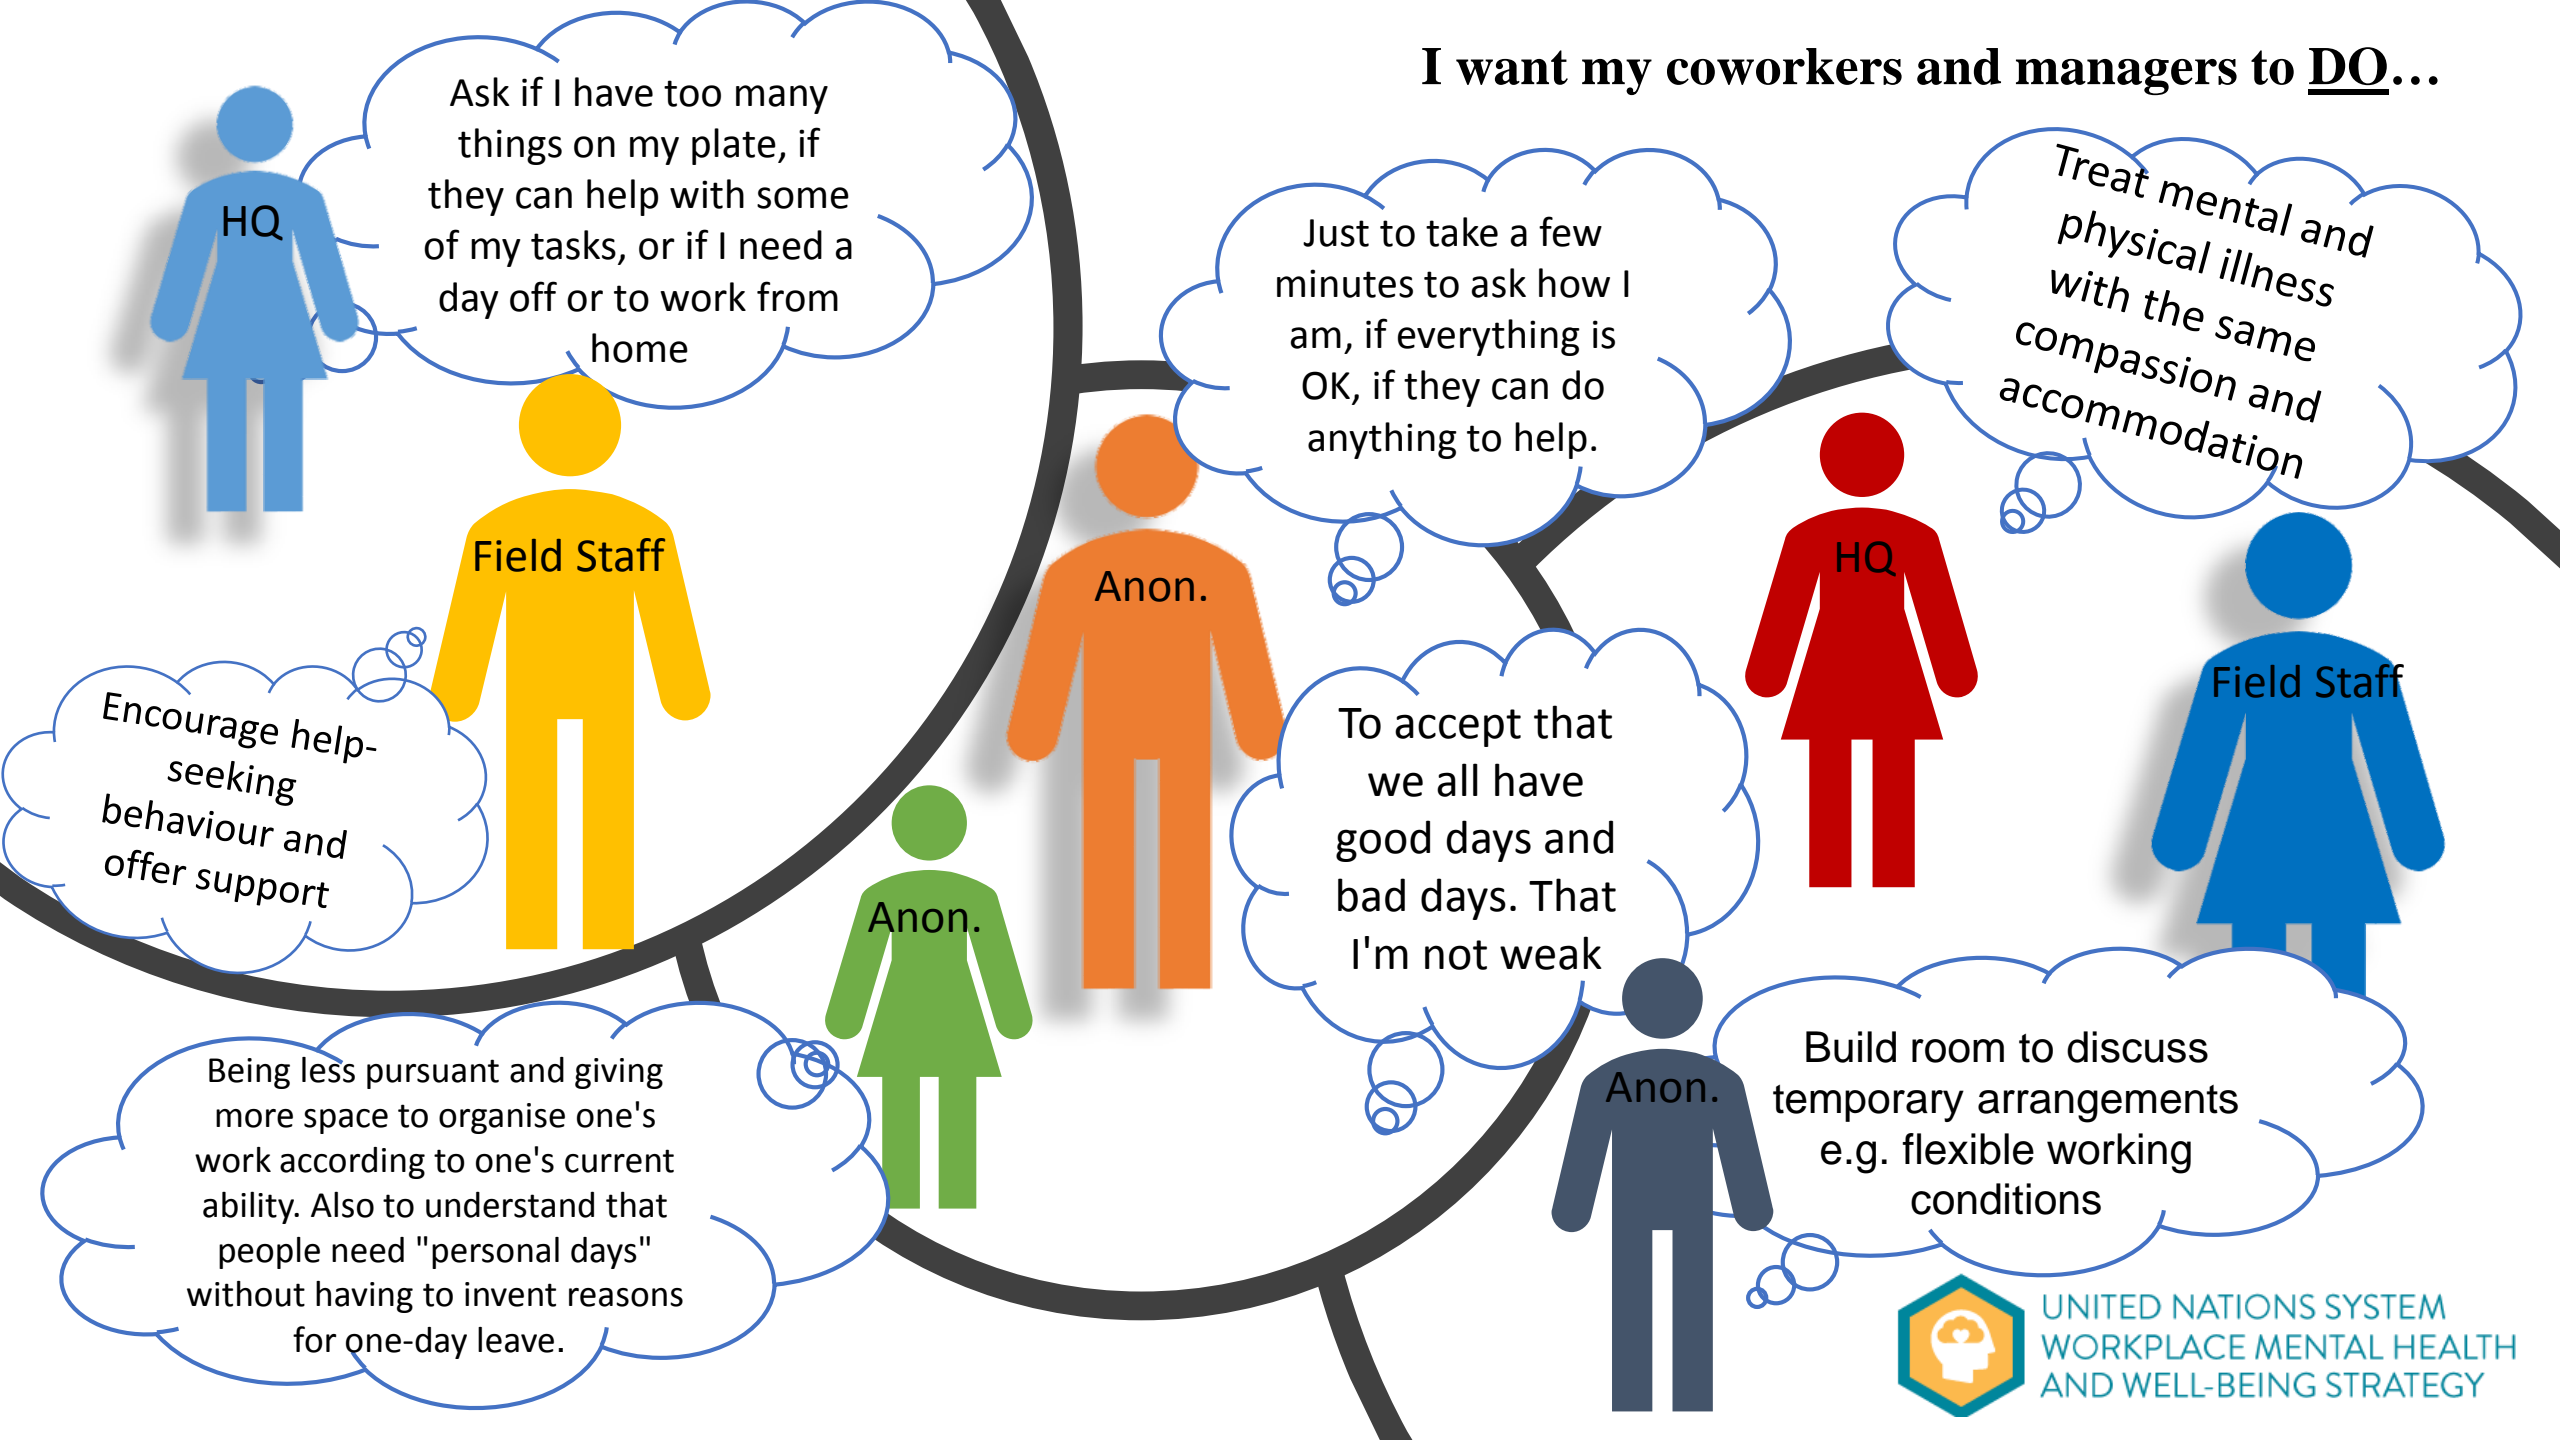 I want my coworkers and managers to DO…
HQ
Ask if I have too many
things on my plate, if
they can help with some
of my tasks, or if I need a
day off or to work from
home
Field Staff
Encourage help-
seeking
behaviour and
offer support
Anon.
Just to take a few
minutes to ask how I
am, if everything is
OK, if they can do
anything to help.
Treat mental and
physical illness
with the same
compassion and
accommodation
HQ
Field Staff
To accept that
we all have
good days and
bad days. That
I'm not weak
Anon.
Being less pursuant and giving
more space to organise one's
work according to one's current
ability. Also to understand that
people need "personal days"
without having to invent reasons
for one-day leave.
Anon.
Build room to discuss
temporary arrangements
e.g. flexible working
conditions
UNITED NATIONS SYSTEM
WORKPLACE MENTAL HEALTH
AND WELL-BEING STRATEGY